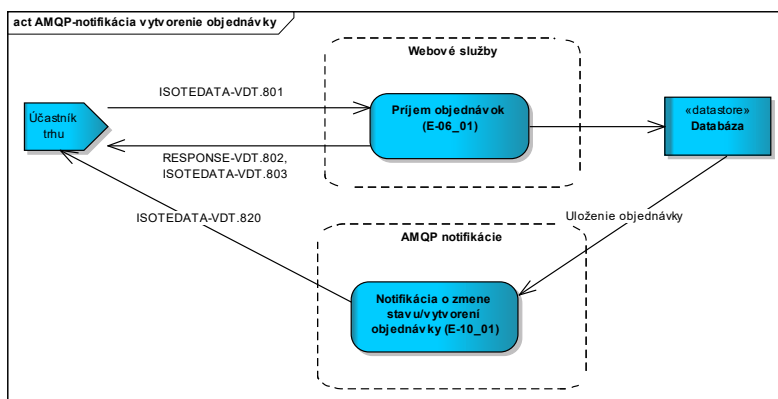 act AMQP-notifikácia vytvorenie objednávky
Webové služby
ISOTEDATA-VDT.801
Účastník
trhu
Príjem objednávok
(E-06_01)
«datastore»
Databáza
RESPONSE-VDT.802,
ISOTEDATA-VDT.803
ISOTEDATA-VDT.820
Uloženie objednávky
AMQP notifikácie
Notifikácia o zmene
stavu/vytvorení
objednávky (E-10_01)